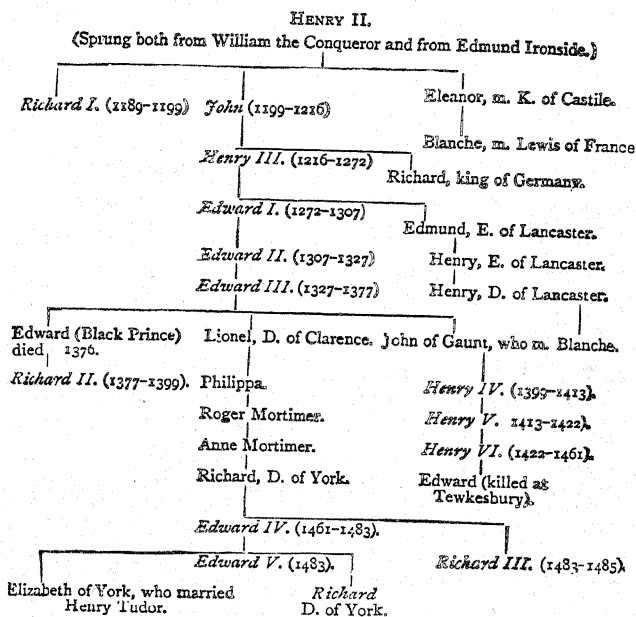 HENRY II.
(Sprung both from William the Conqueror and from Edmund Ironside.)
Richard I. (1189–1199)
John (1199–1216)
Eleanor, m. K. of Castile.
Blanche, m. Lewis of France
Henry III. (1216–1272)
Richard, king of Germany.
Edward I. (1272–1307)
Edmund, E. of Lancaster.
Edward II. (1307–1327)
Henry, E. of Lancaster.
Edward III. (1327–1377)
Henry, D. of Lancaster.
Edward (Black Prince)
died 1376.
Lionel, D. of Clarence.
John of Gaunt, who m. Blanche.
Richard II. (1377–1399).
Philippa.
Henry IV. (1399–1413).
Roger Mortimer.
Henry V. 1413–1422).
Anne Mortimer.
Henry VI. (1422–1461).
Richard, D. of York.
Edward (killed at
Tewkesbury).
Edward IV. (1461–1483).
Edward V. (1483).
Richard III. (1483–1485).
Elizabeth of York, who married
Henry Tudor.
Richard
D. of York.